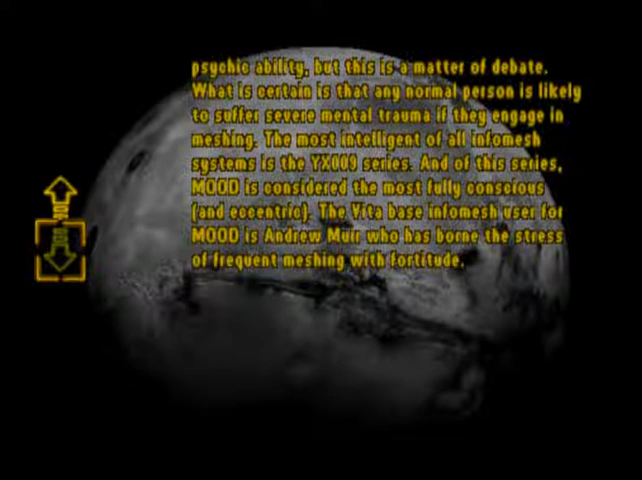 psychic ability, but this is a matter of debate.
What is certain is that any normal person is likely
to suffer severe mental trauma if they engage in
meshing. The most intelligent of all infomesh
systems is the YX009 series. And of this series,
MOOD is considered the most fully conscious
(and eccentric). The Vita base infomesh user for
MOOD is Andrew Muir who has borne the stress
of frequent meshing with fortitude.